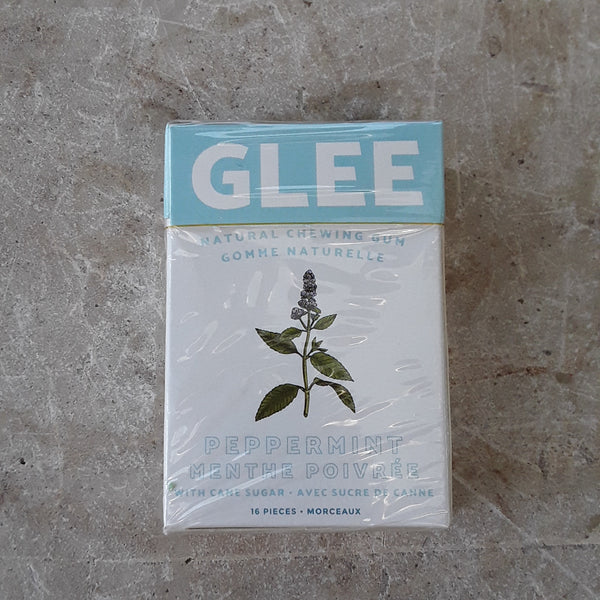 GLEE
NATURAL CHEWING GUM
GOMME NATURELLE
PEPPERMINT
MENTHE POIVRÉE
WITH CANE SUGAR • AVEC SUCRE DE CANNE
16 PIECES • MORCEAUX